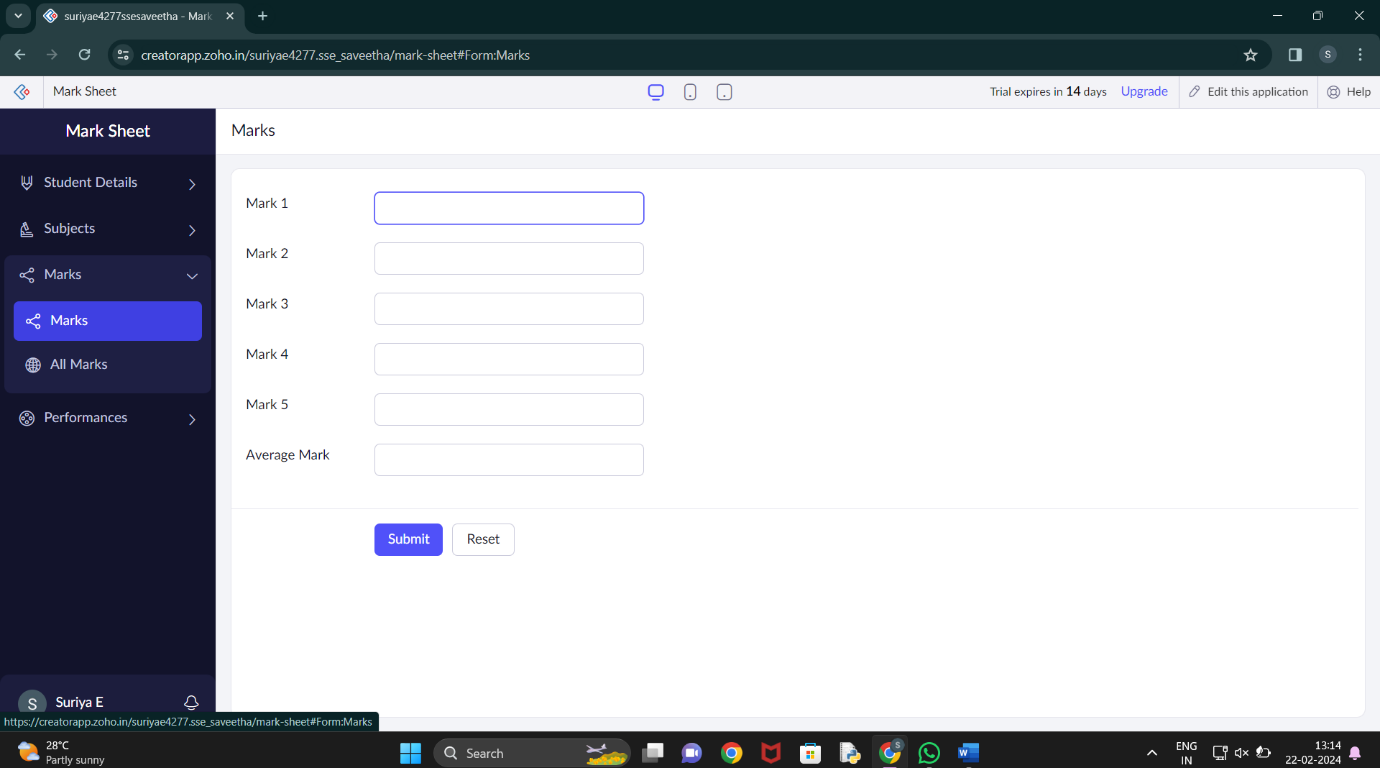 suriyae4277ssesaveetha - Mark
creatorapp.zoho.in/suriyae4277.sse_saveetha/mark-sheet#Form:Marks
S
Mark Sheet
Trial expires in 14 days Upgrade
Edit this application
Help
Mark Sheet
Student Details
Subjects
Marks
Marks
All Marks
Performances
S Suriya E
https://creatorapp.zoho.in/suriyae4277.sse_saveetha/mark-sheet#Form:Marks
Marks
Mark 1
Mark 2
Mark 3
Mark 4
Mark 5
Average Mark
Submit Reset
28°C
Partly sunny
Search
S
W
ENG
IN
13:14
22-02-2024